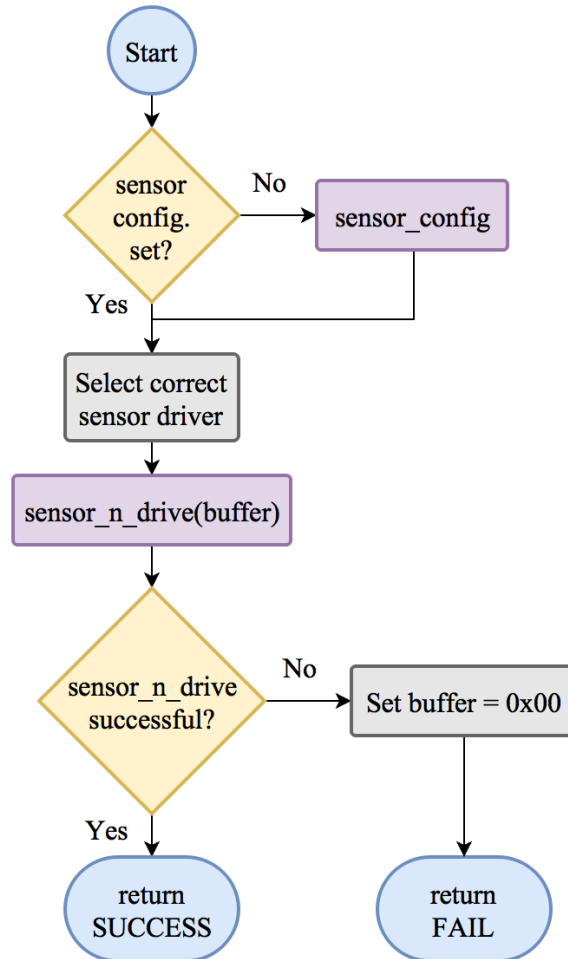 Start
sensor
config.
set?
No
sensor_config
Yes
Select correct
sensor driver
sensor_n_drive(buffer)
sensor_n_drive
successful?
No
Set buffer = 0x00
Yes
return
SUCCESS
return
FAIL